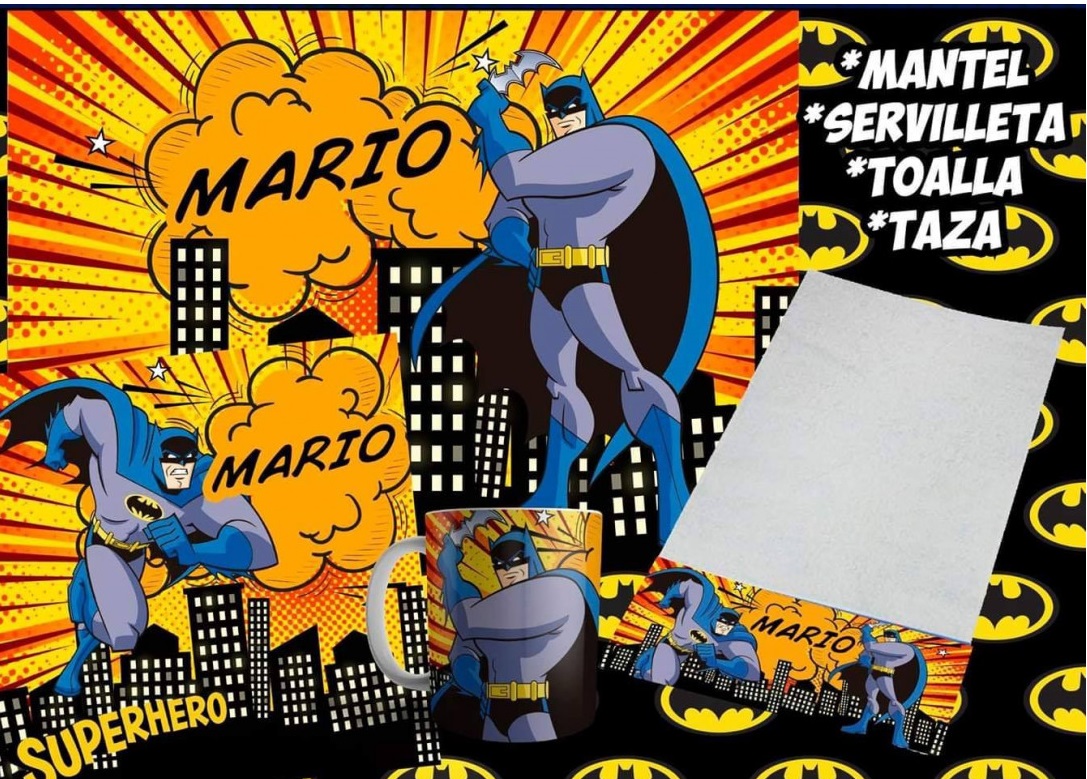 MARIO
*MANTEL
*SERVILLETA
*TOALLA
*TAZA
MARIO
SUPERHERO
MARIO